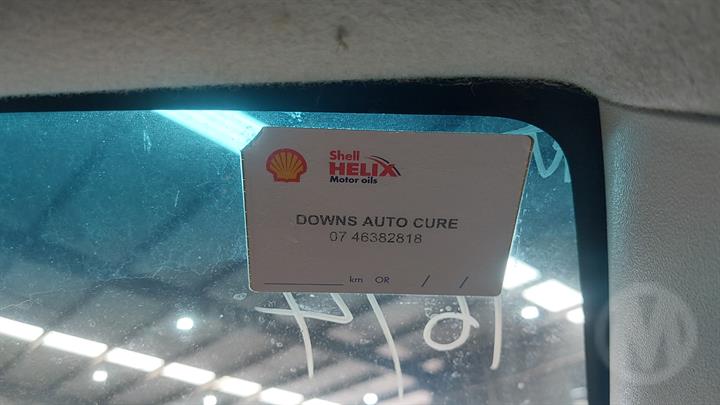 Shell
HELIX
Motor oils
DOWNS AUTO CURE
07 46382818
km OR / /